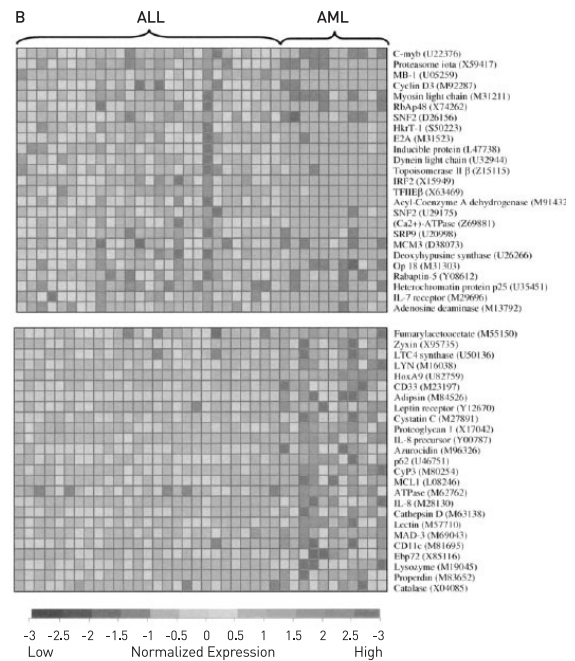 B
ALL
AML
C-myb (U22376)
Proteasome iota (X59417)
MB-1 (U05259)
Cyclin D3 (M92287)
Myosin light chain (M31211)
RbAp48 (X74262)
SNF2 (D26156)
HkrT-1 (S50223)
E2A (M31523)
Inducible protein (L47738)
Dynein light chain (U32944)
Topoisomerase II β (Z15115)
IRF2 (X15949)
TFIIEβ (X63469)
Acyl-Coenzyme A dehydrogenase (M91432
SNF2 (U29175)
(Ca2+)-ATPase (Z69881)
SRP9 (U20998)
MCM3 (D38073)
Deoxyhypusine synthase (U26266)
Op 18 (M31303)
Rabaptin-5 (Y08612)
Heterochromatin protein p25 (U35451)
IL-7 receptor (M29696)
Adenosine deaminase (M13792)
Fumarylacetoacetate (M55150)
Zyxin (X95735)
LTC4 synthase (U50136)
LYN (M16038)
HoxA9 (U82759)
CD33 (M23197)
Adipsin (M84526)
Leptin receptor (Y12670)
Cystatin C (M27891)
Proteoglycan 1 (X17042)
IL-8 precursor (Y00787)
Azurocidin (M96326)
p62 (U46751)
CyP3 (M80254)
MCL1 (L08246)
ATPase (M62762)
IL-8 (M28130)
Cathepsin D (M63138)
Lectin (M57710)
MAD-3 (M69043)
CD11c (M81695)
Ebp72 (X85116)
Lysozyme (M19045)
Properdin (M83652)
Catalase (X04085)
-3 -2.5 -2 -1.5 -1 -0.5 0 0.5 1 1.5 2.0 2.5 -3
Low Normalized Expression High